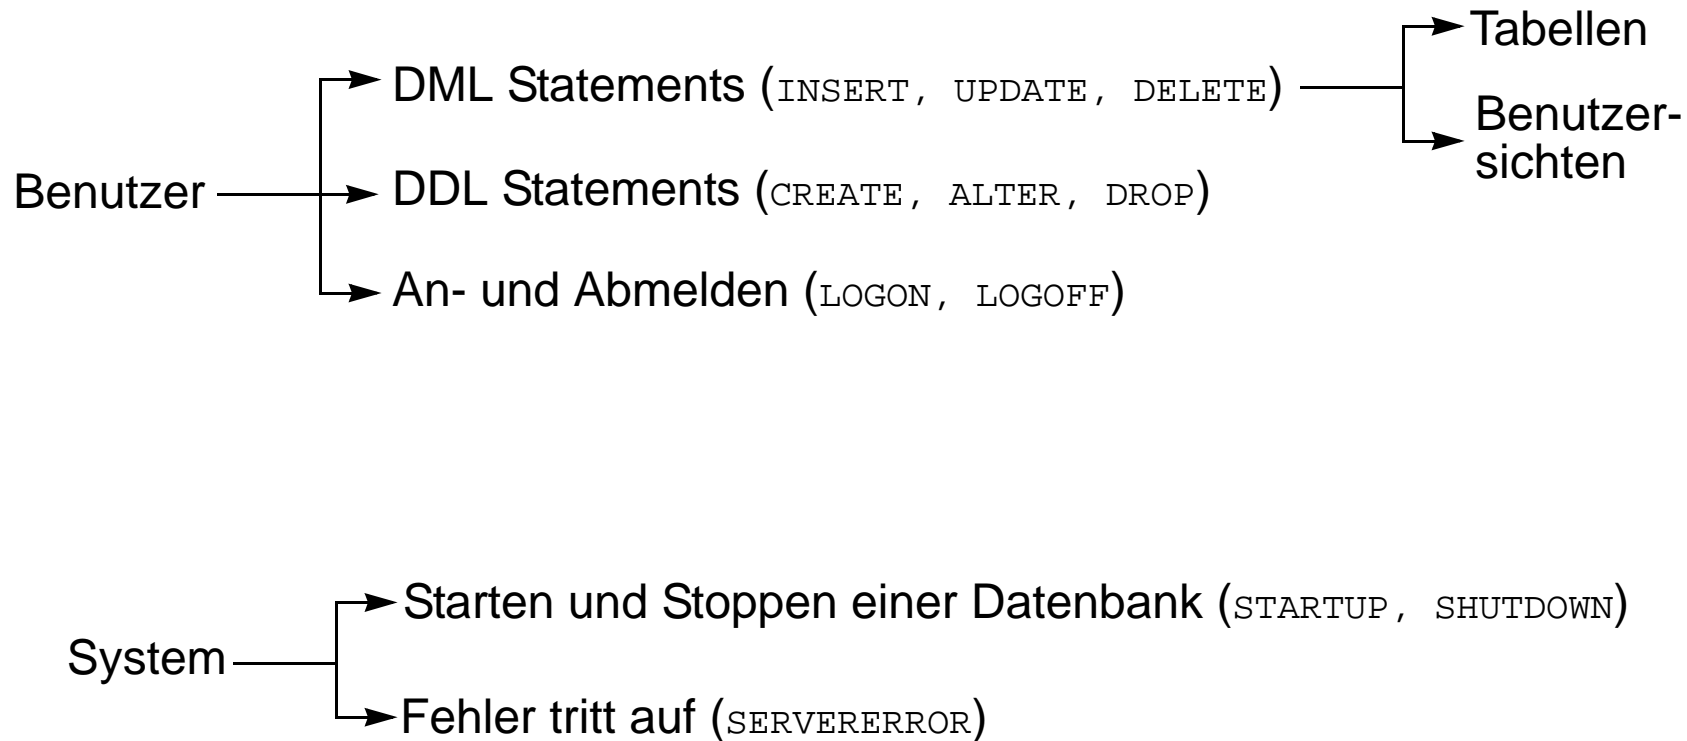 Tabellen
DML Statements (INSERT, UPDATE, DELETE)
Benutzer-
sichten
Benutzer
DDL Statements (CREATE, ALTER, DROP)
An- und Abmelden (LOGON, LOGOFF)
Starten und Stoppen einer Datenbank (STARTUP, SHUTDOWN)
System
Fehler tritt auf (SERVERERROR)